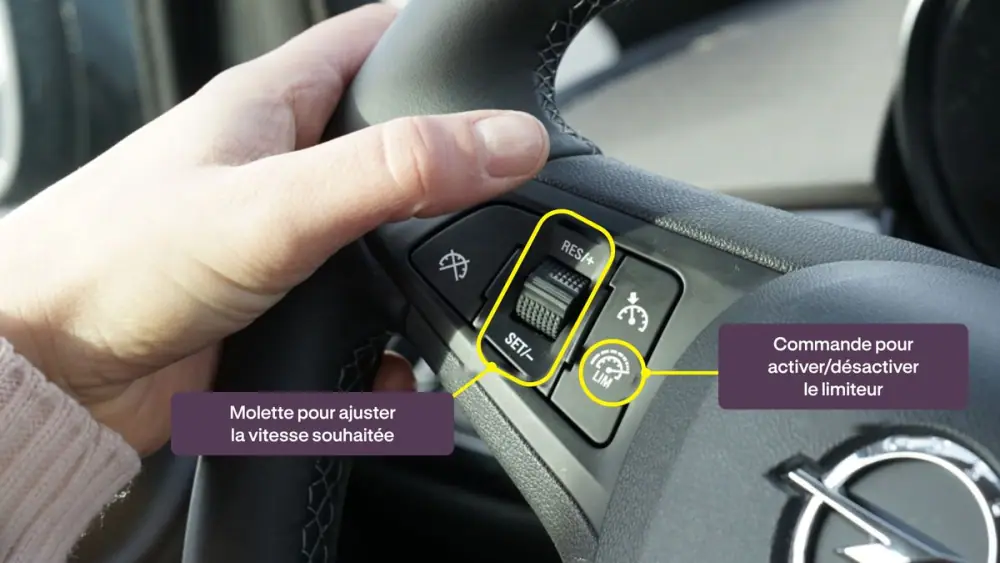 RES/+
SET/-
LIM
Commande pour
activer/désactiver
le limiteur
Molette pour ajuster
la vitesse souhaitée